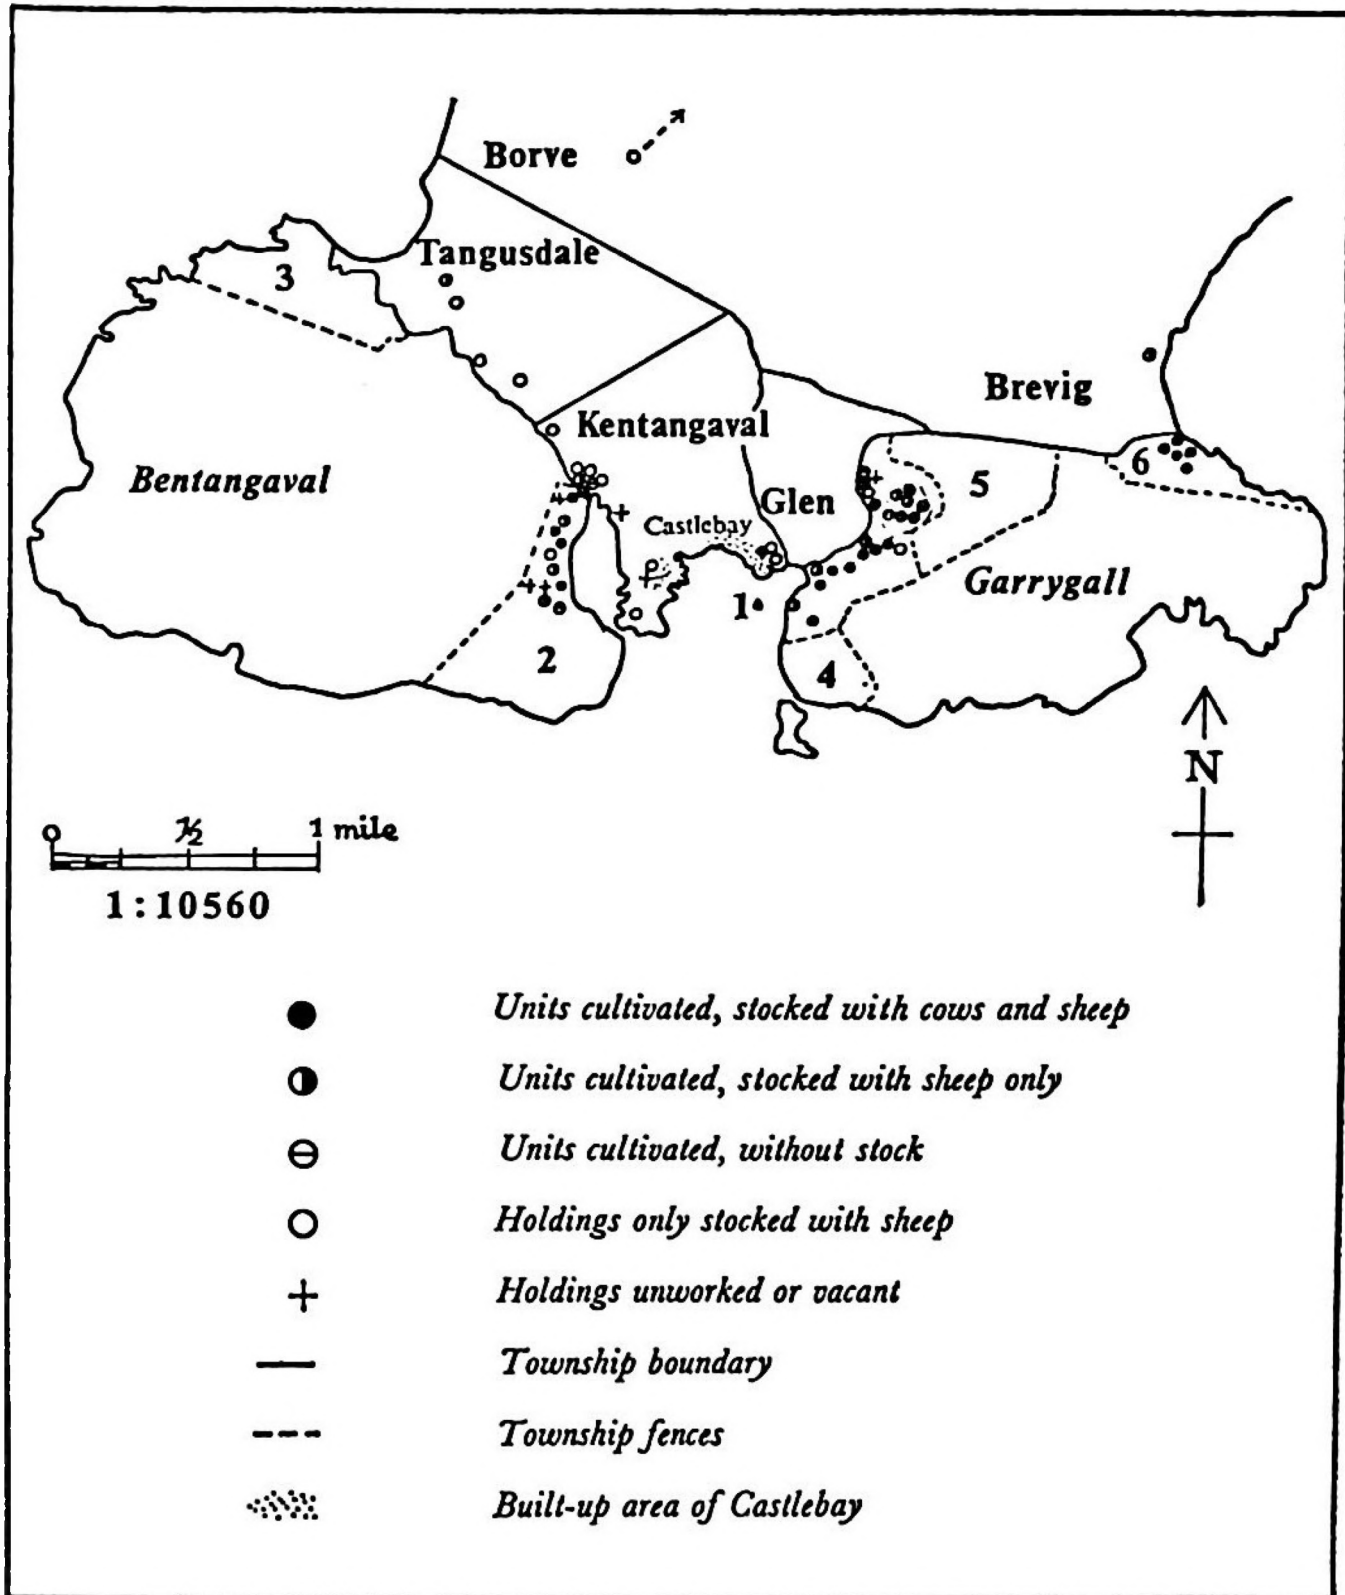 Borve
Tangusdale
3
Brevig
Kentangaval
6
Bentangaval
5
Glen
Castlebay
Garrygall
1
2
4
N
0 ½ 1 mile
1:10560
Units cultivated, stocked with cows and sheep
Units cultivated, stocked with sheep only
Units cultivated, without stock
Holdings only stocked with sheep
Holdings unworked or vacant
Township boundary
Township fences
Built-up area of Castlebay